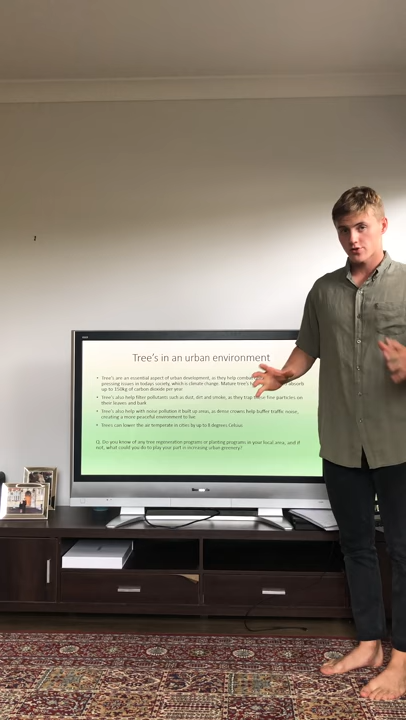 Tree's in an urban environment
• Tree's are an essential aspect of urban development, as they help combat
pressing issues in todays society, which is climate change. Mature tree's absorb
up to 150kg of carbon dioxide per year
• Tree's also help filter pollutants such as dust, dirt and smoke, as they trap these fine particles on
their leaves and bark
• Tree's also help with noise pollution it built up areas, as dense crowns help buffer traffic noise,
creating a more peaceful environment to live
• Trees can lower the air temperate in cities by up to 8 degrees Celsius
Q. Do you know of any tree regeneration programs or planting programs in your local area, and if
not, what could you do to play your part in increasing urban greenery?